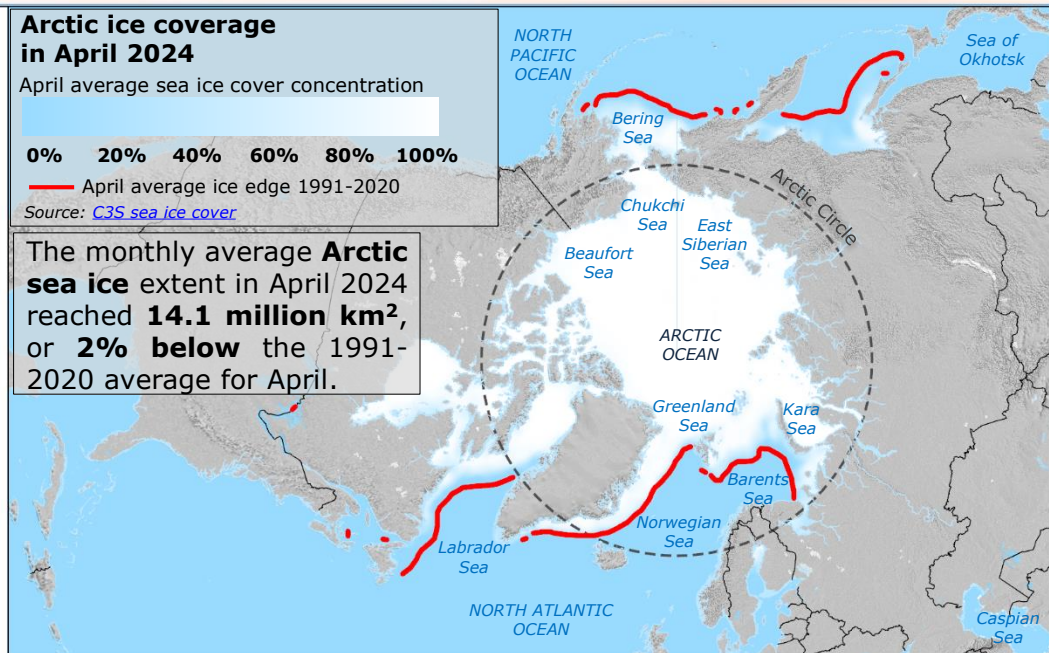 Arctic ice coverage
in April 2024
April average sea ice cover concentration
0% 20% 40% 60% 80% 100%
April average ice edge 1991-2020
Source: C3S sea ice cover
The monthly average Arctic
sea ice extent in April 2024
reached 14.1 million km²,
or 2% below the 1991-
2020 average for April.
NORTH
PACIFIC
OCEAN
Sea of
Okhotsk
Bering
Sea
Arctic Circle
Chukchi
Sea
East
Siberian
Sea
Beaufort
Sea
ARCTIC
OCEAN
Greenland
Sea
Kara
Sea
Barents
Sea
Norwegian
Sea
Labrador
Sea
NORTH ATLANTIC
OCEAN
Caspian
Sea